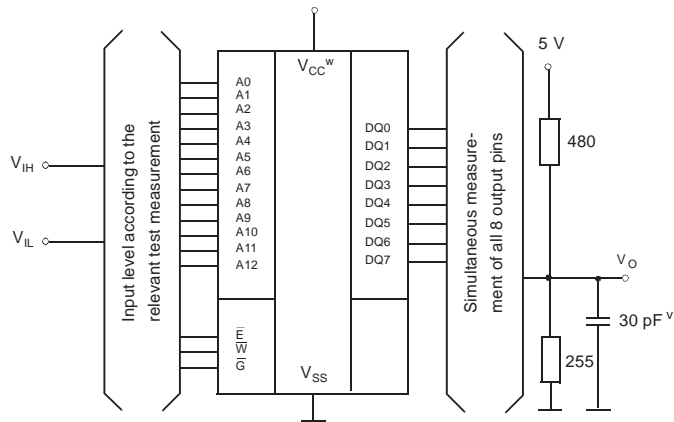 5 V
V_CC^w
A0
A1
A2
A3
A4
A5
A6
A7
A8
A9
A10
A11
A12
E̅
W̅
G̅
V_SS
DQ0
DQ1
DQ2
DQ3
DQ4
DQ5
DQ6
DQ7
V_IH
V_IL
Input level according to the
relevant test measurement
Simultaneous measure-
ment of all 8 output pins
480
V_O
30 pF^v
255